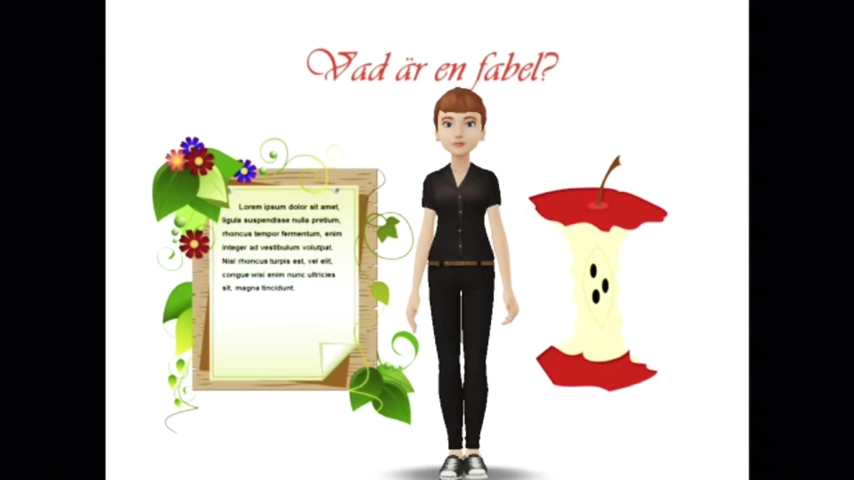 Vad är en fabel?
Lorem ipsum dolor sit amet,
ligula suspendisse nulla pretium,
rhoncus tempor fermentum, enim
integer ad vestibulum volutpat.
Nisl rhoncus turpis est, vel elit,
congue wisi enim nunc ultricies
sit, magna tincidunt.